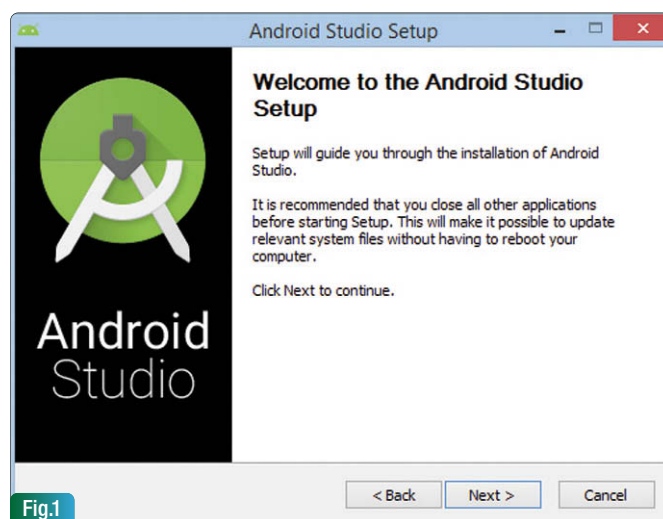 Android Studio Setup
Welcome to the Android Studio
Setup
Setup will guide you through the installation of Android
Studio.
It is recommended that you close all other applications
before starting Setup. This will make it possible to update
relevant system files without having to reboot your
computer.
Click Next to continue.
Android
Studio
< Back Next > Cancel
Fig.1